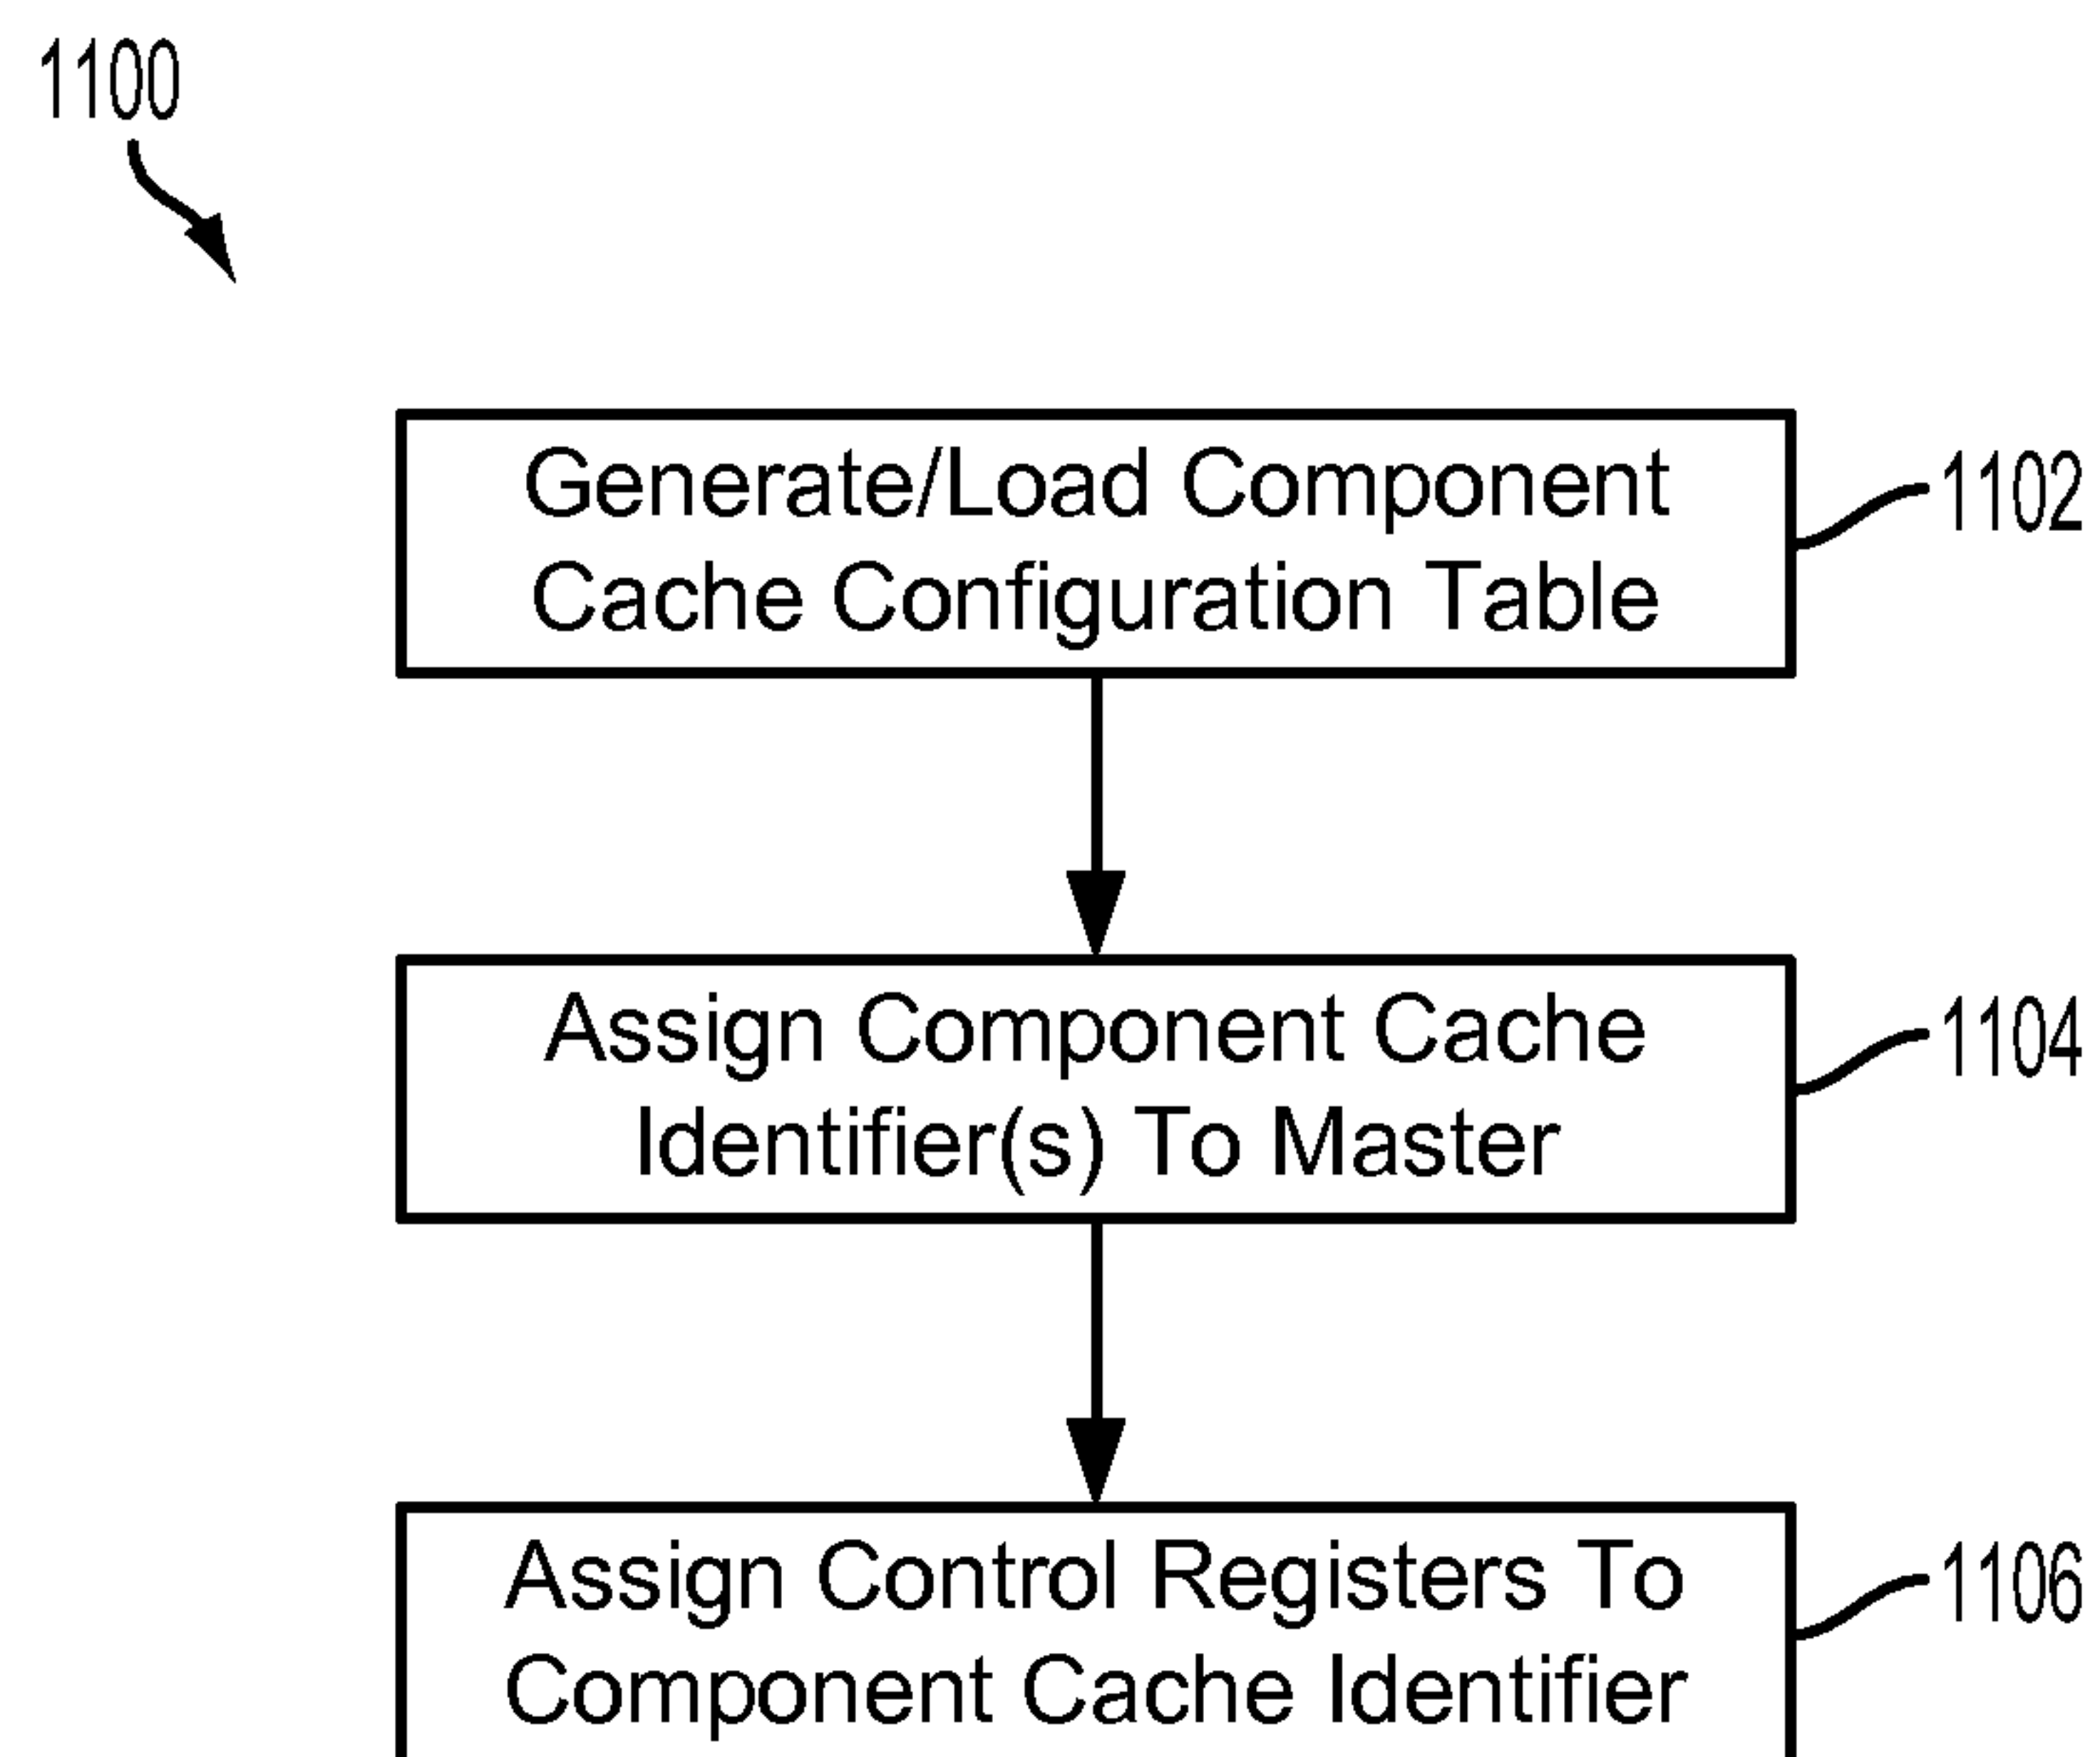 1100
Generate/Load Component
Cache Configuration Table
1102
Assign Component Cache
Identifier(s) To Master
1104
Assign Control Registers To
Component Cache Identifier
1106